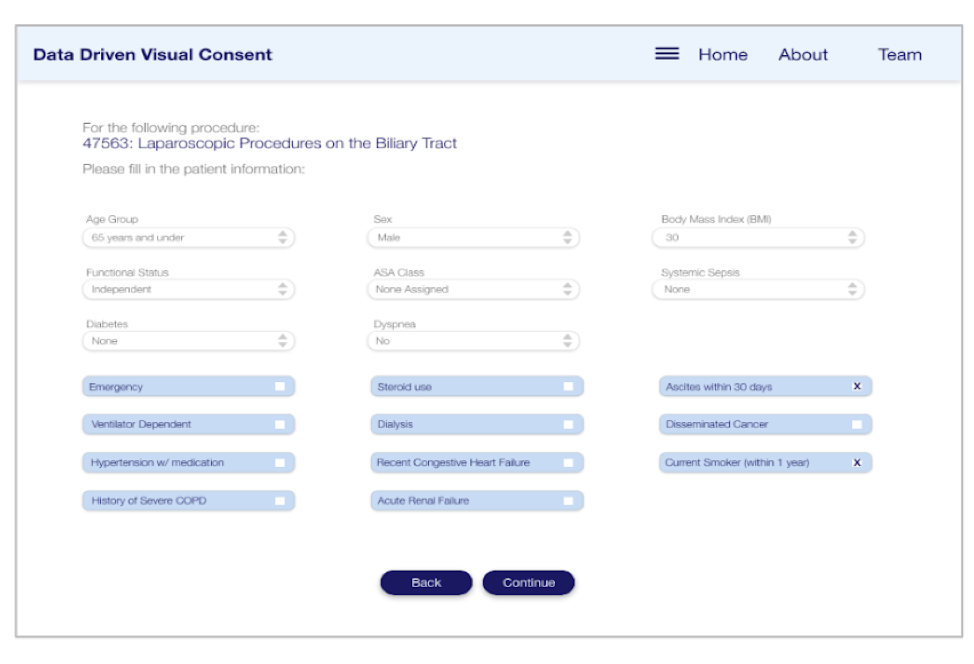 Data Driven Visual Consent
Home About Team
For the following procedure:
47563: Laparoscopic Procedures on the Biliary Tract
Please fill in the patient information:
Age Group Sex Body Mass Index (BMI)
65 years and under Male 30
Functional Status ASA Class Systemic Sepsis
Independent None Assigned None
Diabetes Dyspnea
None No
Emergency Steroid use Ascites within 30 days X
Ventilator Dependent Dialysis Disseminated Cancer
Hypertension w/ medication Recent Congestive Heart Failure Current Smoker (within 1 year) X
History of Severe COPD Acute Renal Failure
Back Continue